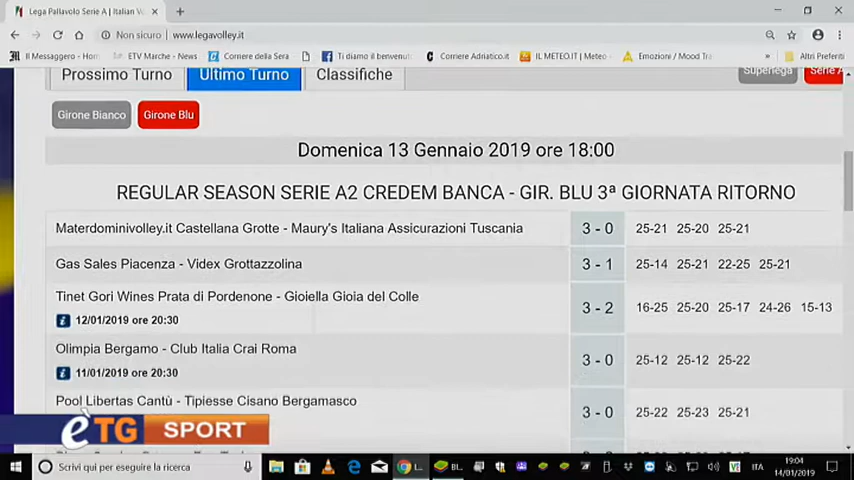 Lega Pallavolo Serie A | Italian V
Non sicuro | www.legavolley.it
Il Messaggero - Hom
ETV Marche - News
Corriere della Sera
Ti diamo il benvenut
Corriere Adriatico.it
IL METEO.IT | Meteo
Emozioni / Mood Tra
Altri Preferiti
Prossimo Turno
Ultimo Turno
Classifiche
Superlega
Serie A
Girone Bianco
Girone Blu
Domenica 13 Gennaio 2019 ore 18:00
REGULAR SEASON SERIE A2 CREDEM BANCA - GIR. BLU 3ª GIORNATA RITORNO
Materdominivolley.it Castellana Grotte - Maury's Italiana Assicurazioni Tuscania 3 - 0 25-21 25-20 25-21
Gas Sales Piacenza - Videx Grottazzolina 3 - 1 25-14 25-21 22-25 25-21
Tinet Gori Wines Prata di Pordenone - Gioiella Gioia del Colle 3 - 2 16-25 25-20 25-17 24-26 15-13
12/01/2019 ore 20:30
Olimpia Bergamo - Club Italia Crai Roma 3 - 0 25-12 25-12 25-22
11/01/2019 ore 20:30
Pool Libertas Cantù - Tipiesse Cisano Bergamasco 3 - 0 25-22 25-23 25-21
èTG SPORT
Scrivi qui per eseguire la ricerca
ITA
19:04
14/01/2019